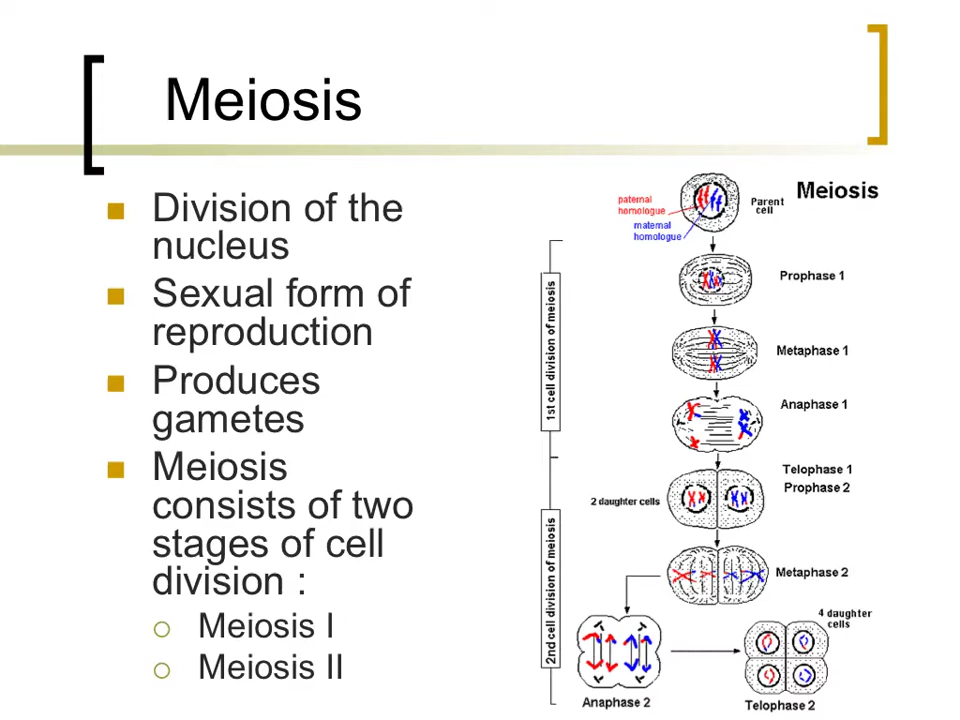 Meiosis
Division of the
nucleus
Sexual form of
reproduction
Produces
gametes
Meiosis
consists of two
stages of cell
division :
Meiosis I
Meiosis II
Meiosis
paternal
homologue
maternal
homologue
Parent
cell
Prophase 1
1st cell division of meiosis
Metaphase 1
Anaphase 1
Telophase 1
Prophase 2
2 daughter cells
2nd cell division of meiosis
Metaphase 2
4 daughter
cells
Anaphase 2
Telophase 2